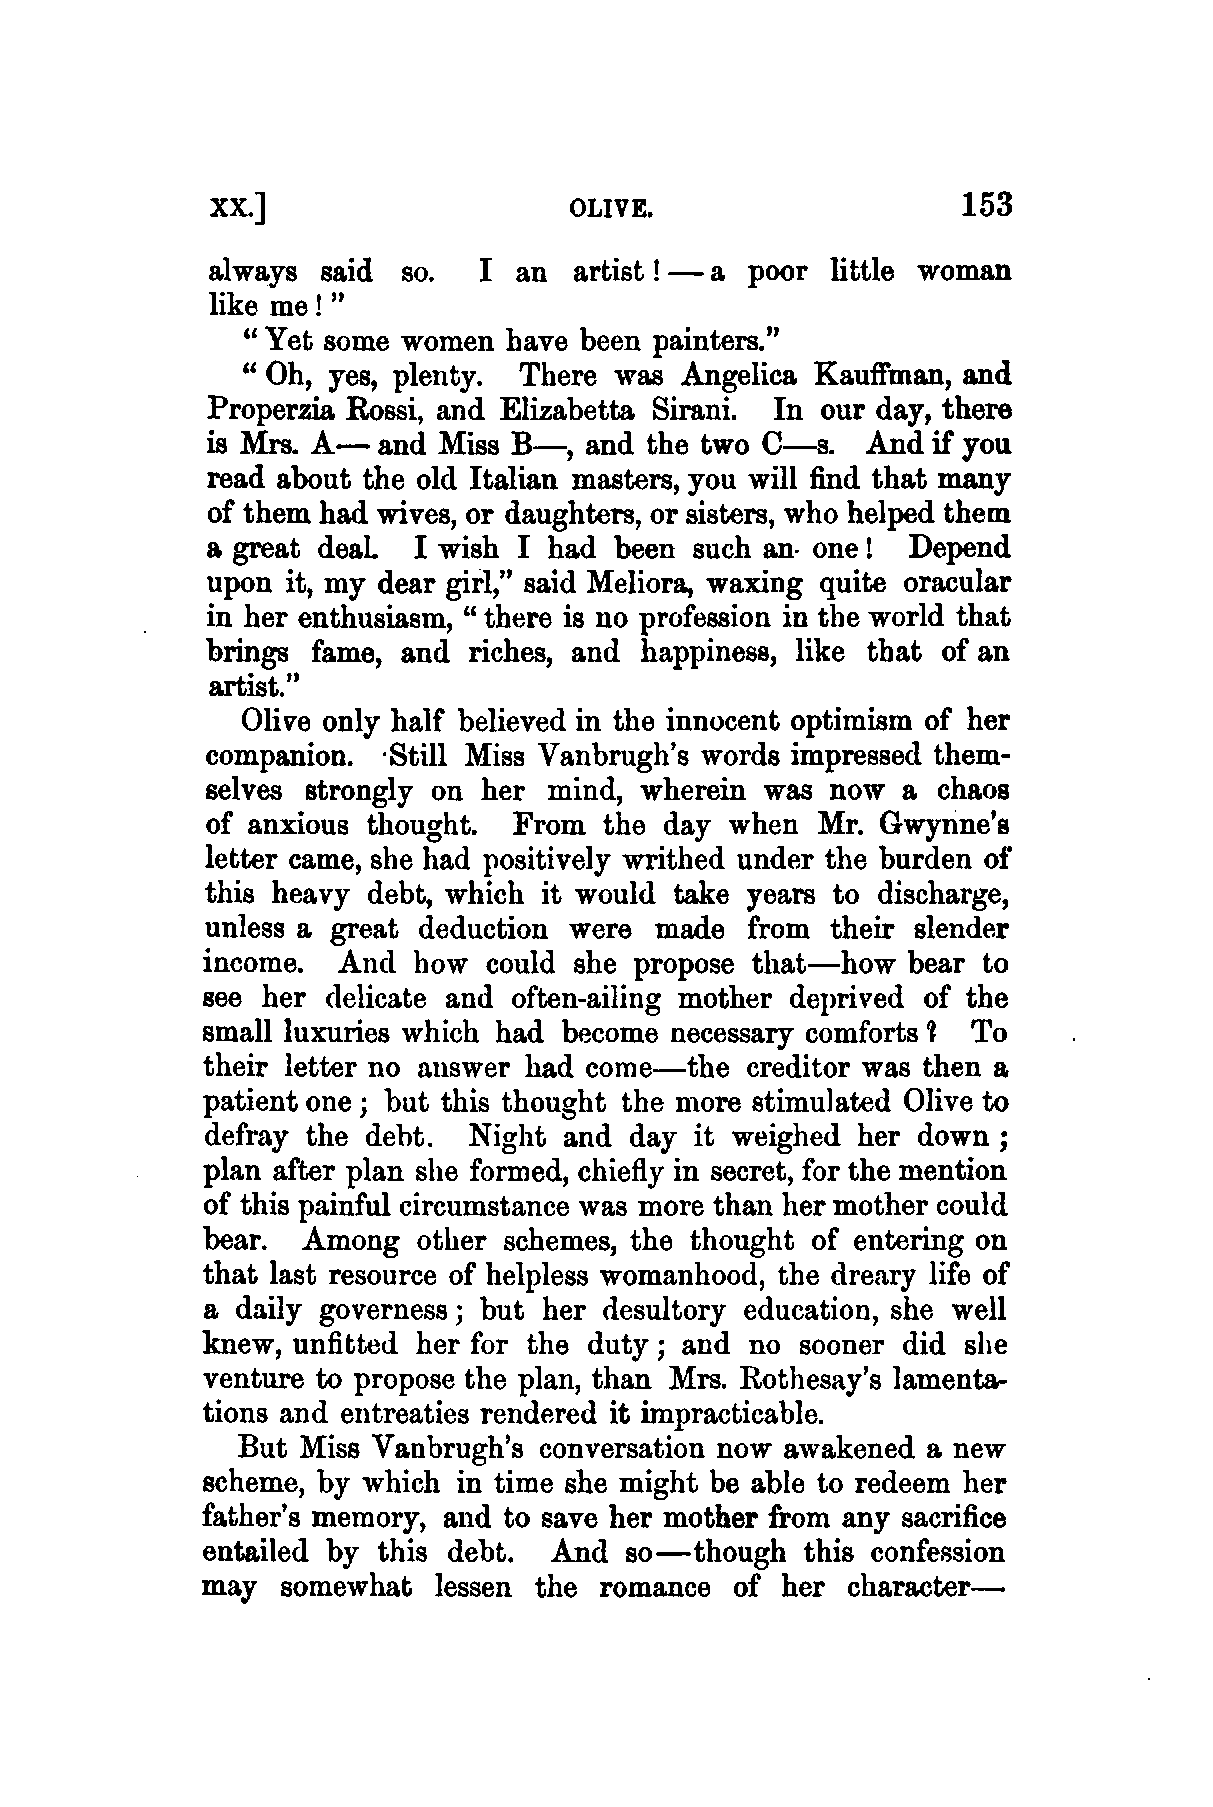 XX.] OLIVE. 153
always said so. I an artist!—a poor little woman
like me!"
"Yet some women have been painters."
"Oh, yes, plenty. There was Angelica Kauffman, and
Properzia Rossi, and Elizabetta Sirani. In our day, there
is Mrs. A— and Miss B—, and the two C—s. And if you
read about the old Italian masters, you will find that many
of them had wives, or daughters, or sisters, who helped them
a great deal. I wish I had been such an one! Depend
upon it, my dear girl," said Meliora, waxing quite oracular
in her enthusiasm, "there is no profession in the world that
brings fame, and riches, and happiness, like that of an
artist."
Olive only half believed in the innocent optimism of her
companion. Still Miss Vanbrugh's words impressed them-
selves strongly on her mind, wherein was now a chaos
of anxious thought. From the day when Mr. Gwynne's
letter came, she had positively writhed under the burden of
this heavy debt, which it would take years to discharge,
unless a great deduction were made from their slender
income. And how could she propose that—how bear to
see her delicate and often-ailing mother deprived of the
small luxuries which had become necessary comforts? To
their letter no answer had come—the creditor was then a
patient one; but this thought the more stimulated Olive to
defray the debt. Night and day it weighed her down;
plan after plan she formed, chiefly in secret, for the mention
of this painful circumstance was more than her mother could
bear. Among other schemes, the thought of entering on
that last resource of helpless womanhood, the dreary life of
a daily governess; but her desultory education, she well
knew, unfitted her for the duty; and no sooner did she
venture to propose the plan, than Mrs. Rothesay's lamenta-
tions and entreaties rendered it impracticable.
But Miss Vanbrugh's conversation now awakened a new
scheme, by which in time she might be able to redeem her
father's memory, and to save her mother from any sacrifice
entailed by this debt. And so—though this confession
may somewhat lessen the romance of her character—